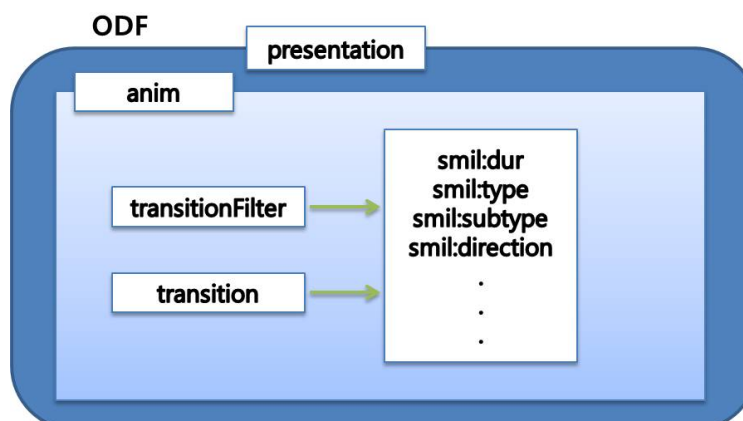 ODF
presentation
anim
smil:dur
smil:type
transitionFilter
smil:subtype
smil:direction
transition
.
.
.